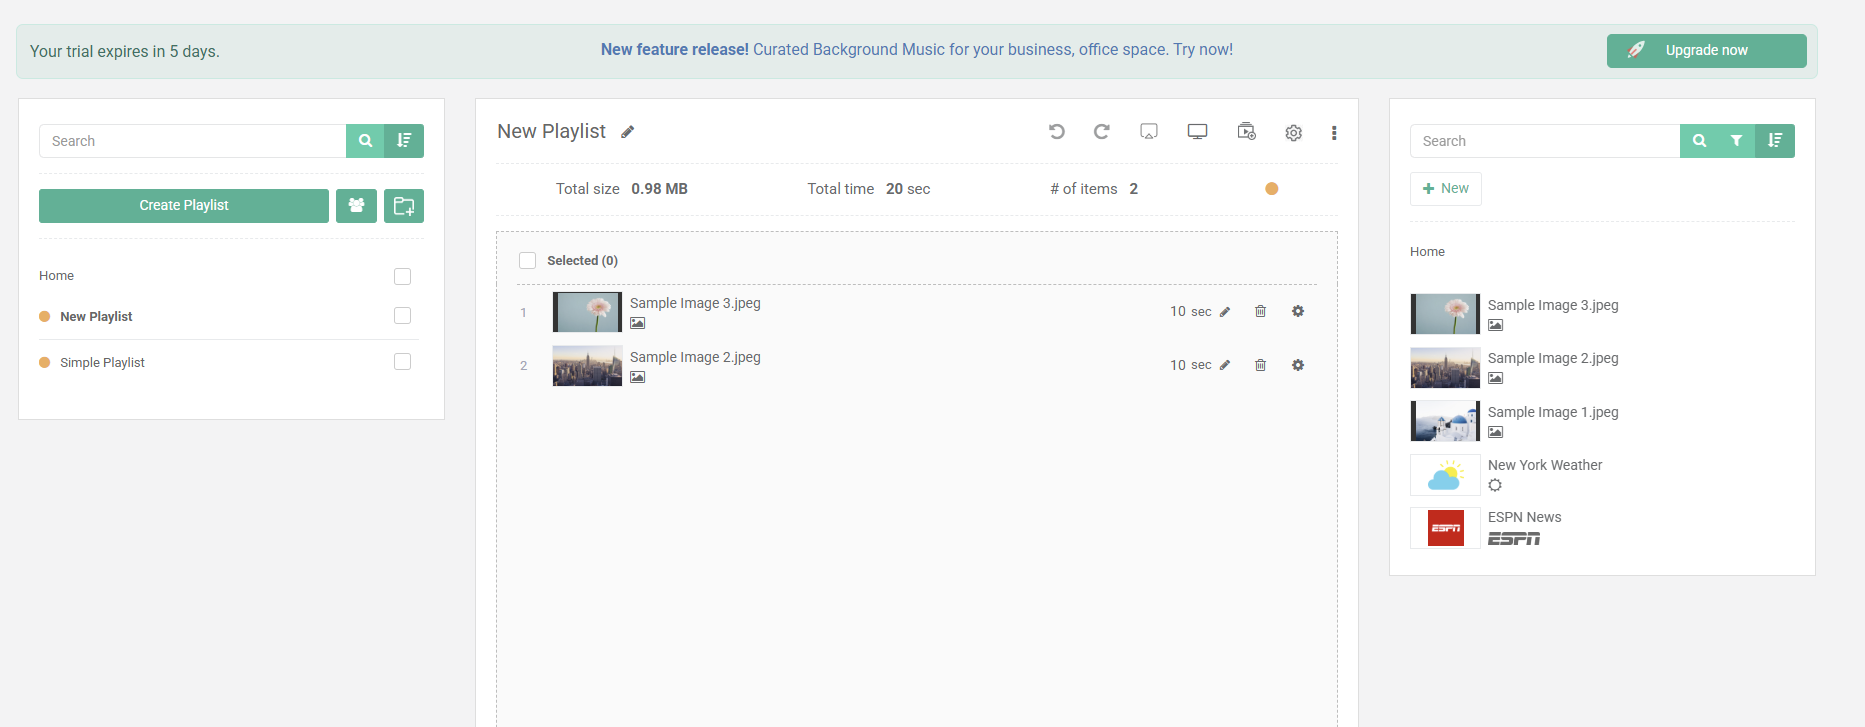 Your trial expires in 5 days.
New feature release! Curated Background Music for your business, office space. Try now!
Upgrade now
Search
Create Playlist
Home
New Playlist
Simple Playlist
New Playlist
Total size 0.98 MB
Total time 20 sec
# of items 2
Selected (0)
1 Sample Image 3.jpeg 10 sec
2 Sample Image 2.jpeg 10 sec
Search
New
Home
Sample Image 3.jpeg
Sample Image 2.jpeg
Sample Image 1.jpeg
New York Weather
ESPN
ESPN News
ESPN